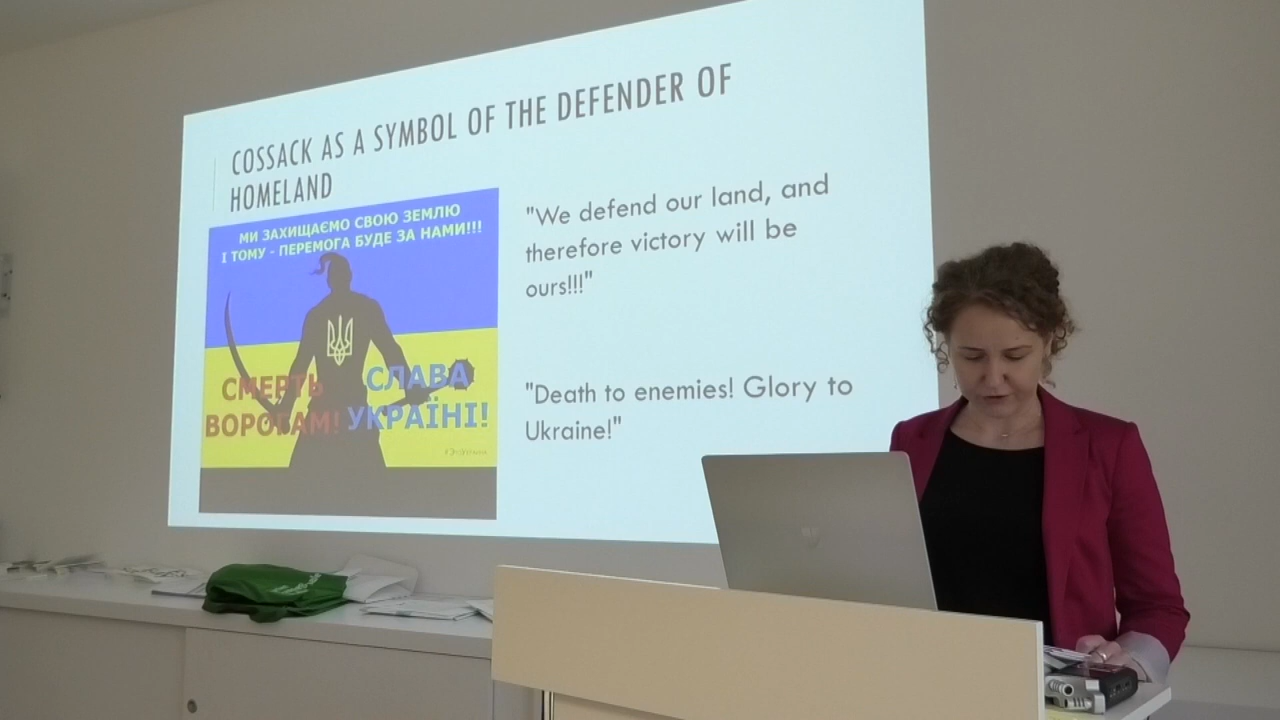 COSSACK AS A SYMBOL OF THE DEFENDER OF
HOMELAND
МИ ЗАХИЩАЄМО СВОЮ ЗЕМЛЮ
І ТОМУ - ПЕРЕМОГА БУДЕ ЗА НАМИ!!!
СМЕРТЬ
ВОРОГАМ!
СЛАВА
УКРАЇНІ!
"We defend our land, and
therefore victory will be
ours!!!"
"Death to enemies! Glory to
Ukraine!"